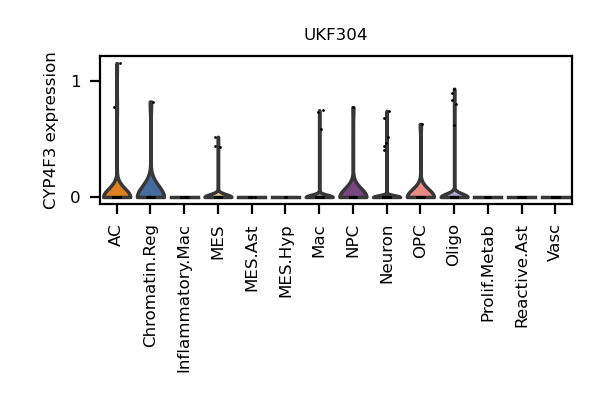 UKF304
CYP4F3 expression
1
0
AC
Chromatin.Reg
Inflammatory.Mac
MES
MES.Ast
MES.Hyp
Mac
NPC
Neuron
OPC
Oligo
Prolif.Metab
Reactive.Ast
Vasc